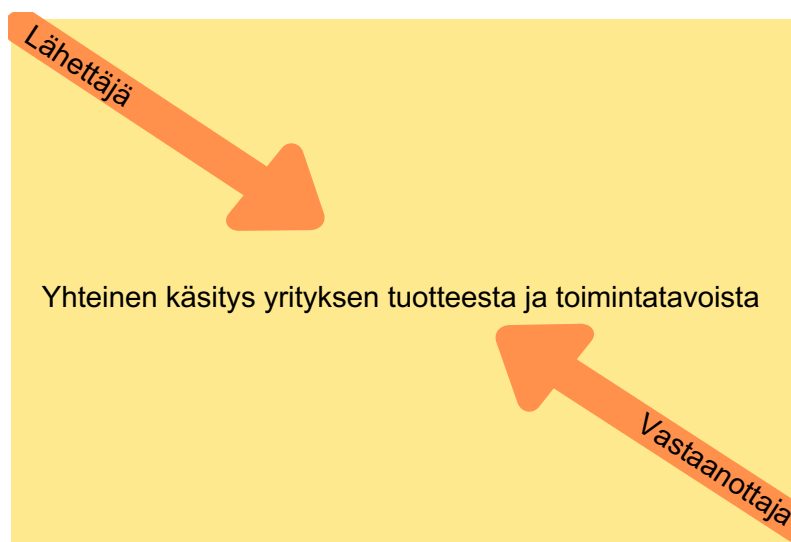 Lähettäjä
Yhteinen käsitys yrityksen tuotteesta ja toimintatavoista
Vastaanottaja